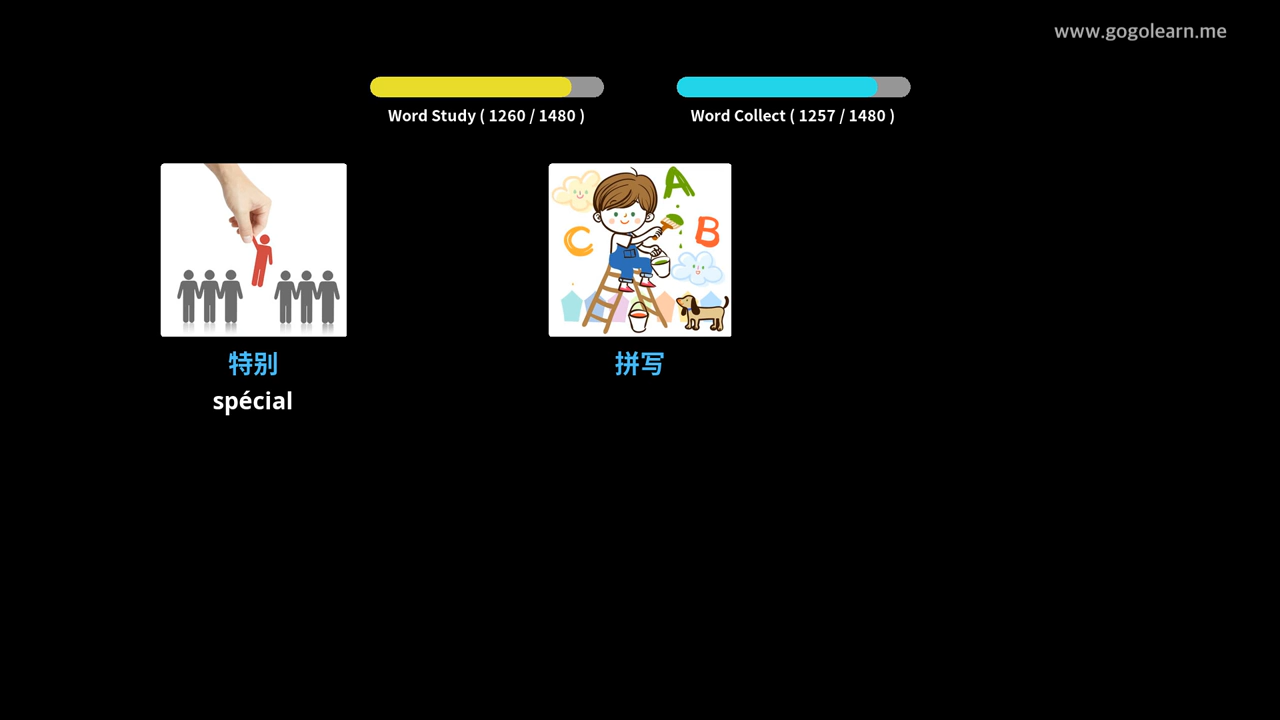 www.gogolearn.me
Word Study ( 1260 / 1480 )
Word Collect ( 1257 / 1480 )
A
B
C
特别
拼写
spécial